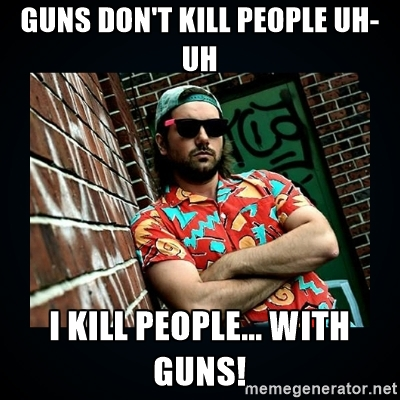 GUNS DON'T KILL PEOPLE UH-
UH
I KILL PEOPLE... WITH
GUNS!
memegenerator.net